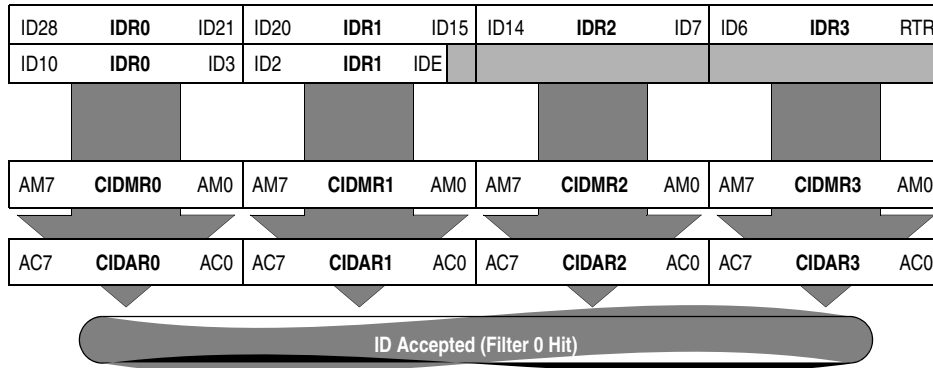 ID28 IDR0 ID21 ID20 IDR1 ID15 ID14 IDR2 ID7 ID6 IDR3 RTR
ID10 IDR0 ID3 ID2 IDR1 IDE
AM7 CIDMR0 AM0 AM7 CIDMR1 AM0 AM7 CIDMR2 AM0 AM7 CIDMR3 AM0
AC7 CIDAR0 AC0 AC7 CIDAR1 AC0 AC7 CIDAR2 AC0 AC7 CIDAR3 AC0
ID Accepted (Filter 0 Hit)